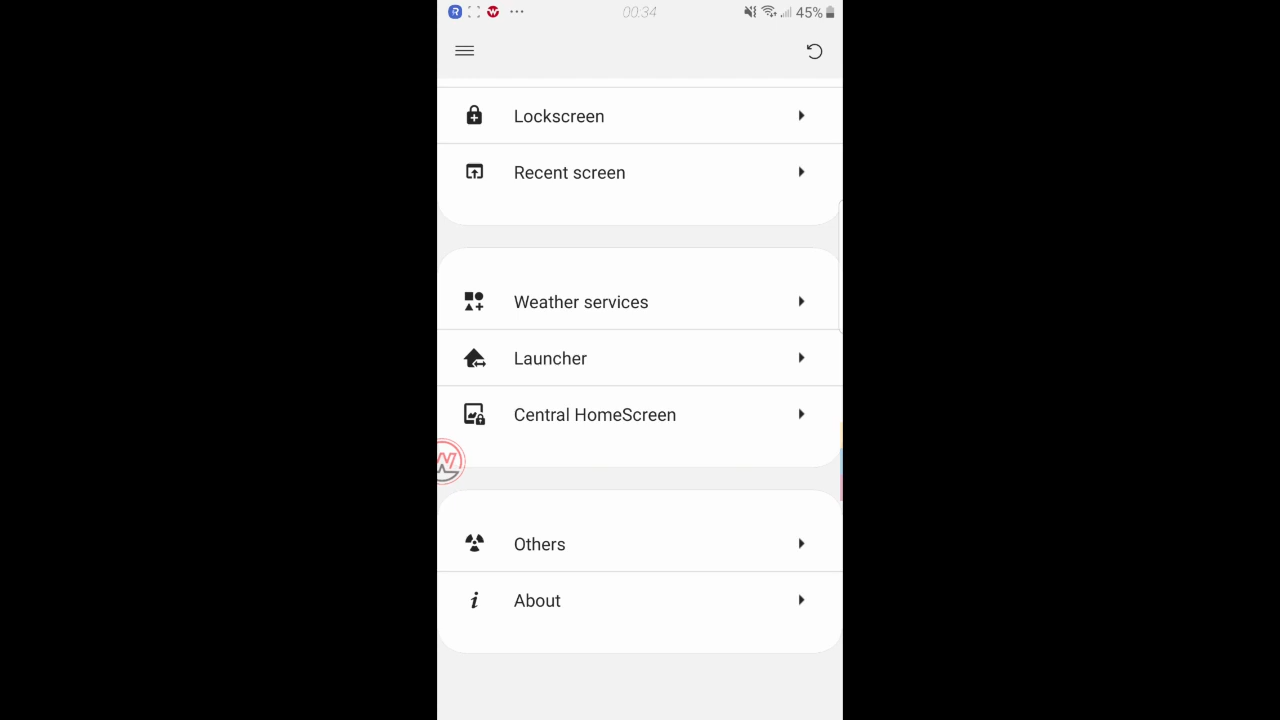 00:34 45%
Lockscreen
Recent screen
Weather services
Launcher
Central HomeScreen
Others
About